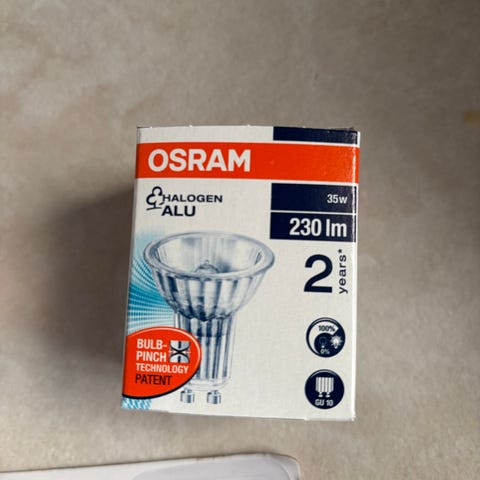 OSRAM
HALOGEN
ALU
35w
230 lm
2
years*
100%
0%
BULB-
PINCH
TECHNOLOGY
PATENT
GU 10